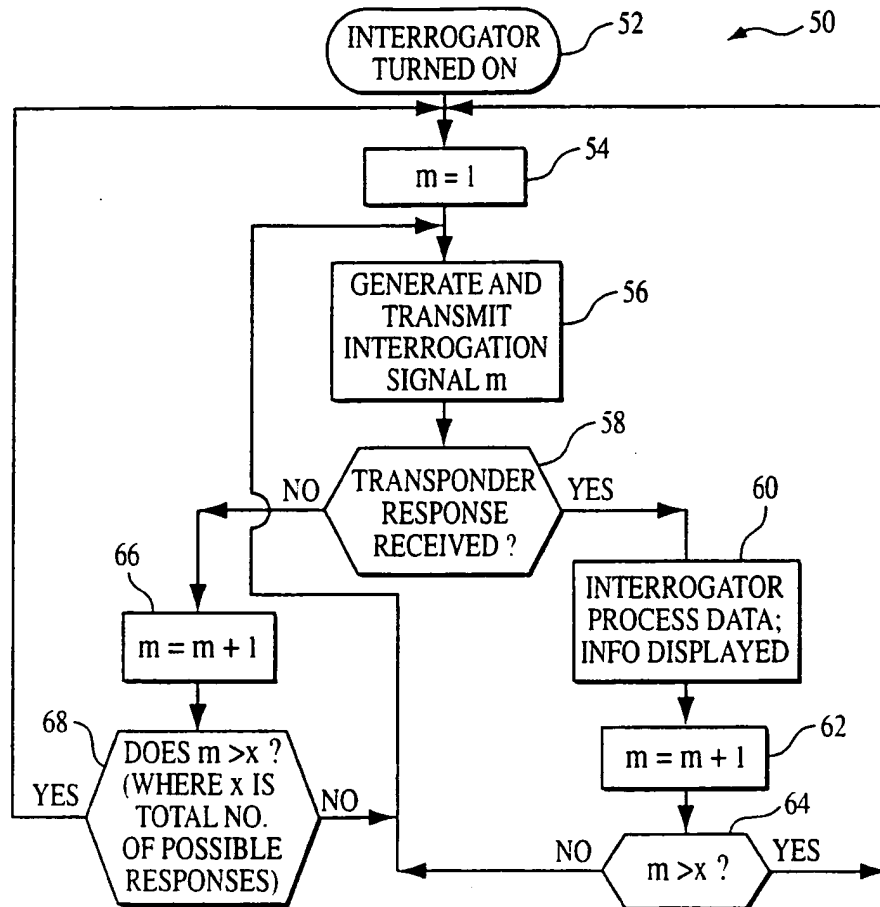 INTERROGATOR
TURNED ON
52
50
54
m = 1
GENERATE AND
TRANSMIT
INTERROGATION
SIGNAL m
56
58
NO
TRANSPONDER
RESPONSE
RECEIVED ?
YES
60
66
INTERROGATOR
PROCESS DATA;
INFO DISPLAYED
m = m + 1
62
68
m = m + 1
DOES m >x ?
(WHERE x IS
TOTAL NO.
OF POSSIBLE
RESPONSES)
YES
NO
64
NO
m >x ?
YES